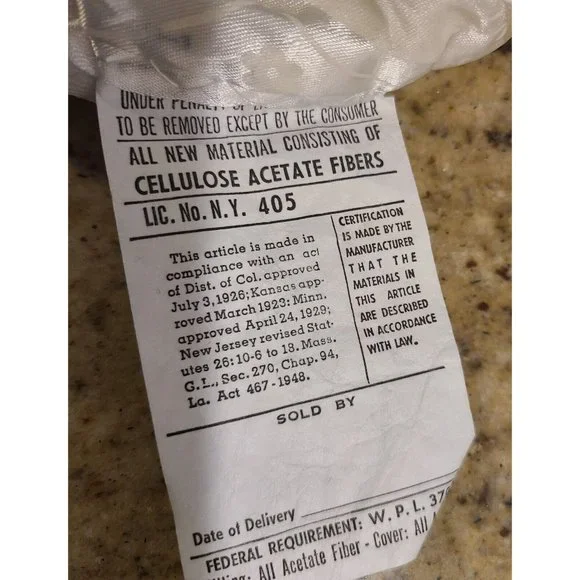 UNDER PENALTY OF
TO BE REMOVED EXCEPT BY THE CONSUMER
ALL NEW MATERIAL CONSISTING OF
CELLULOSE ACETATE FIBERS
LIC. No. N.Y. 405
This article is made in
compliance with an act
of Dist. of Col. approved
July 3, 1926; Kansas app-
roved March 1923: Minn.
approved April 24, 1929;
New Jersey revised Stat-
utes 26:10-6 to 18. Mass.
G.L., Sec. 270, Chap. 94,
La. Act 467-1948.
CERTIFICATION
IS MADE BY THE
MANUFACTURER
THAT THE
MATERIALS IN
THIS ARTICLE
ARE DESCRIBED
IN ACCORDANCE
WITH LAW.
SOLD BY
Date of Delivery
FEDERAL REQUIREMENT: W. P. L. 37
All Acetate Fiber - Cover: All